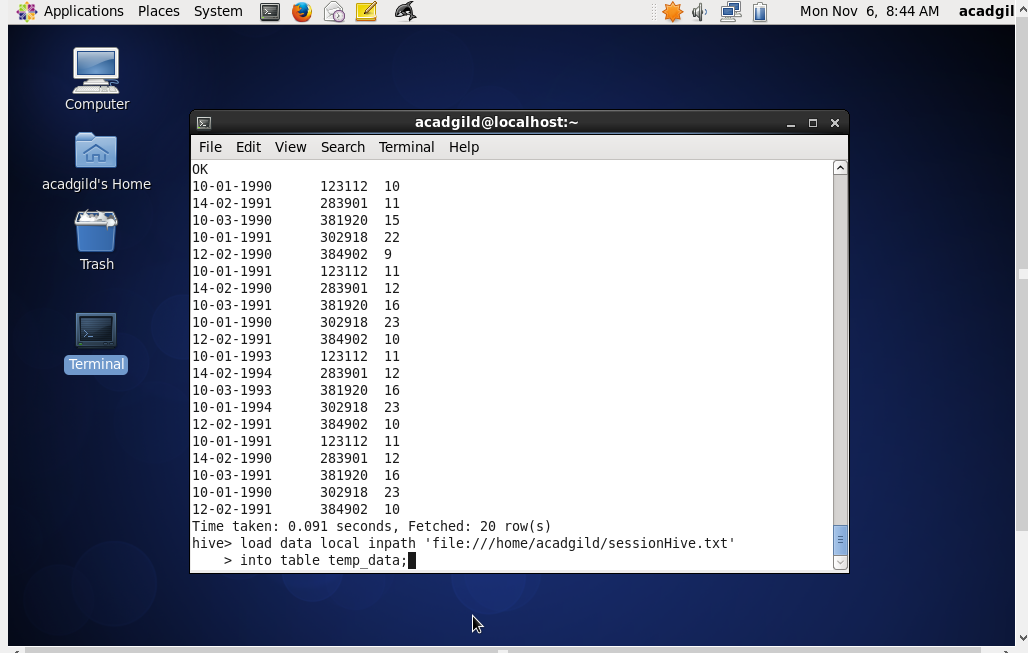 Applications Places System Mon Nov 6, 8:44 AM acadgil
Computer
acadgild's Home
Trash
Terminal
acadgild@localhost:~
File Edit View Search Terminal Help
OK
10-01-1990 123112 10
14-02-1991 283901 11
10-03-1990 381920 15
10-01-1991 302918 22
12-02-1990 384902 9
10-01-1991 123112 11
14-02-1990 283901 12
10-03-1991 381920 16
10-01-1990 302918 23
12-02-1991 384902 10
10-01-1993 123112 11
14-02-1994 283901 12
10-03-1993 381920 16
10-01-1994 302918 23
12-02-1991 384902 10
10-01-1991 123112 11
14-02-1990 283901 12
10-03-1991 381920 16
10-01-1990 302918 23
12-02-1991 384902 10
Time taken: 0.091 seconds, Fetched: 20 row(s)
hive> load data local inpath 'file:///home/acadgild/sessionHive.txt'
> into table temp_data;